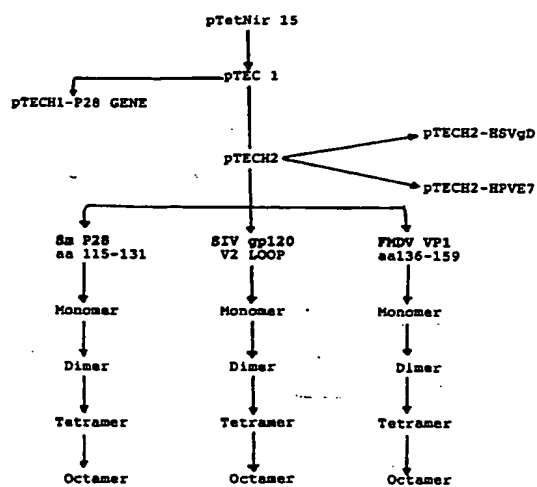 pTetNir 15
pTEC 1
pTECH1-P28 GENE
pTECH2-HSVgD
pTECH2
pTECH2-HPVE7
Sm P28
aa 115-131
SIV gp120
V2 LOOP
FMDV VP1
aa136-159
Monomer
Monomer
Monomer
Dimer
Dimer
Dimer
Tetramer
Tetramer
Tetramer
Octamer
Octamer
Octamer